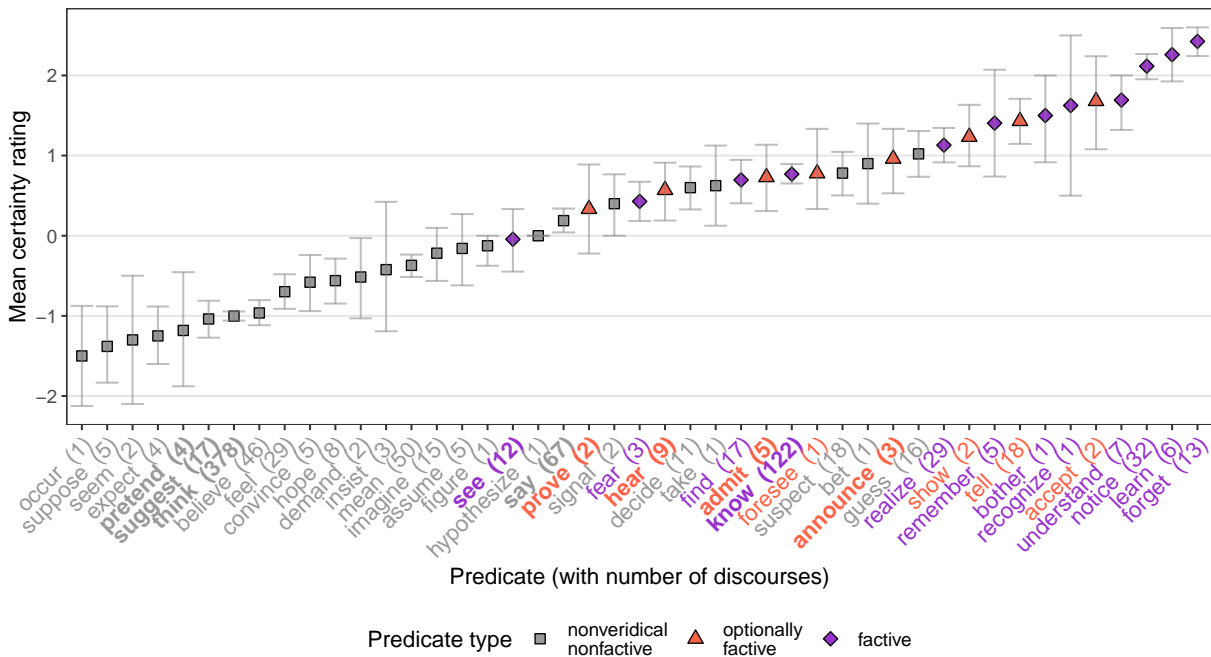 Mean certainty rating
2
1
0
−1
−2
occur (1)
suppose (5)
seem (2)
expect (4)
pretend (4)
suggest (17)
think (378)
believe (46)
feel (29)
convince (5)
hope (8)
demand (2)
insist (3)
mean (50)
imagine (15)
assume (5)
figure (1)
see (12)
hypothesize (1)
say (67)
prove (2)
signal (2)
fear (3)
hear (9)
decide (11)
take (1)
find (17)
admit (5)
know (122)
foresee (1)
suspect (18)
bet (1)
announce (3)
guess (16)
realize (29)
show (2)
remember (5)
tell (18)
bother (1)
recognize (1)
accept (2)
understand (7)
notice (32)
learn (6)
forget (13)
Predicate (with number of discourses)
Predicate type
nonveridical
nonfactive
optionally
factive
factive